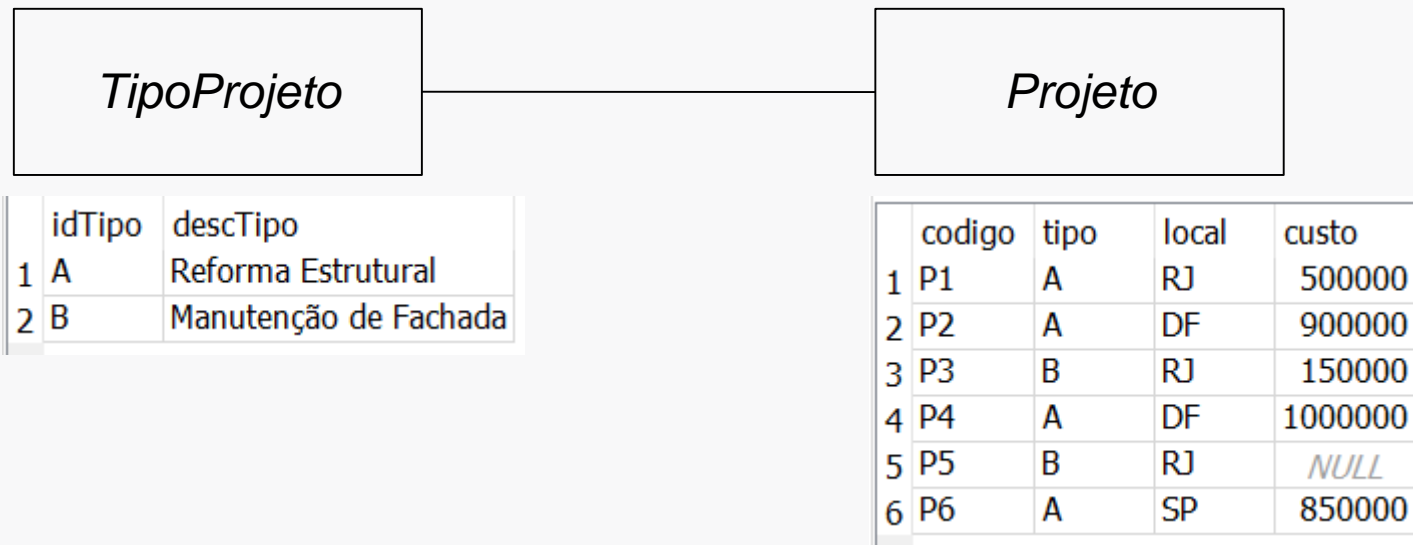 TipoProjeto
Projeto
idTipo descTipo
1 A Reforma Estrutural
2 B Manutenção de Fachada
codigo tipo local custo
1 P1 A RJ 500000
2 P2 A DF 900000
3 P3 B RJ 150000
4 P4 A DF 1000000
5 P5 B RJ NULL
6 P6 A SP 850000